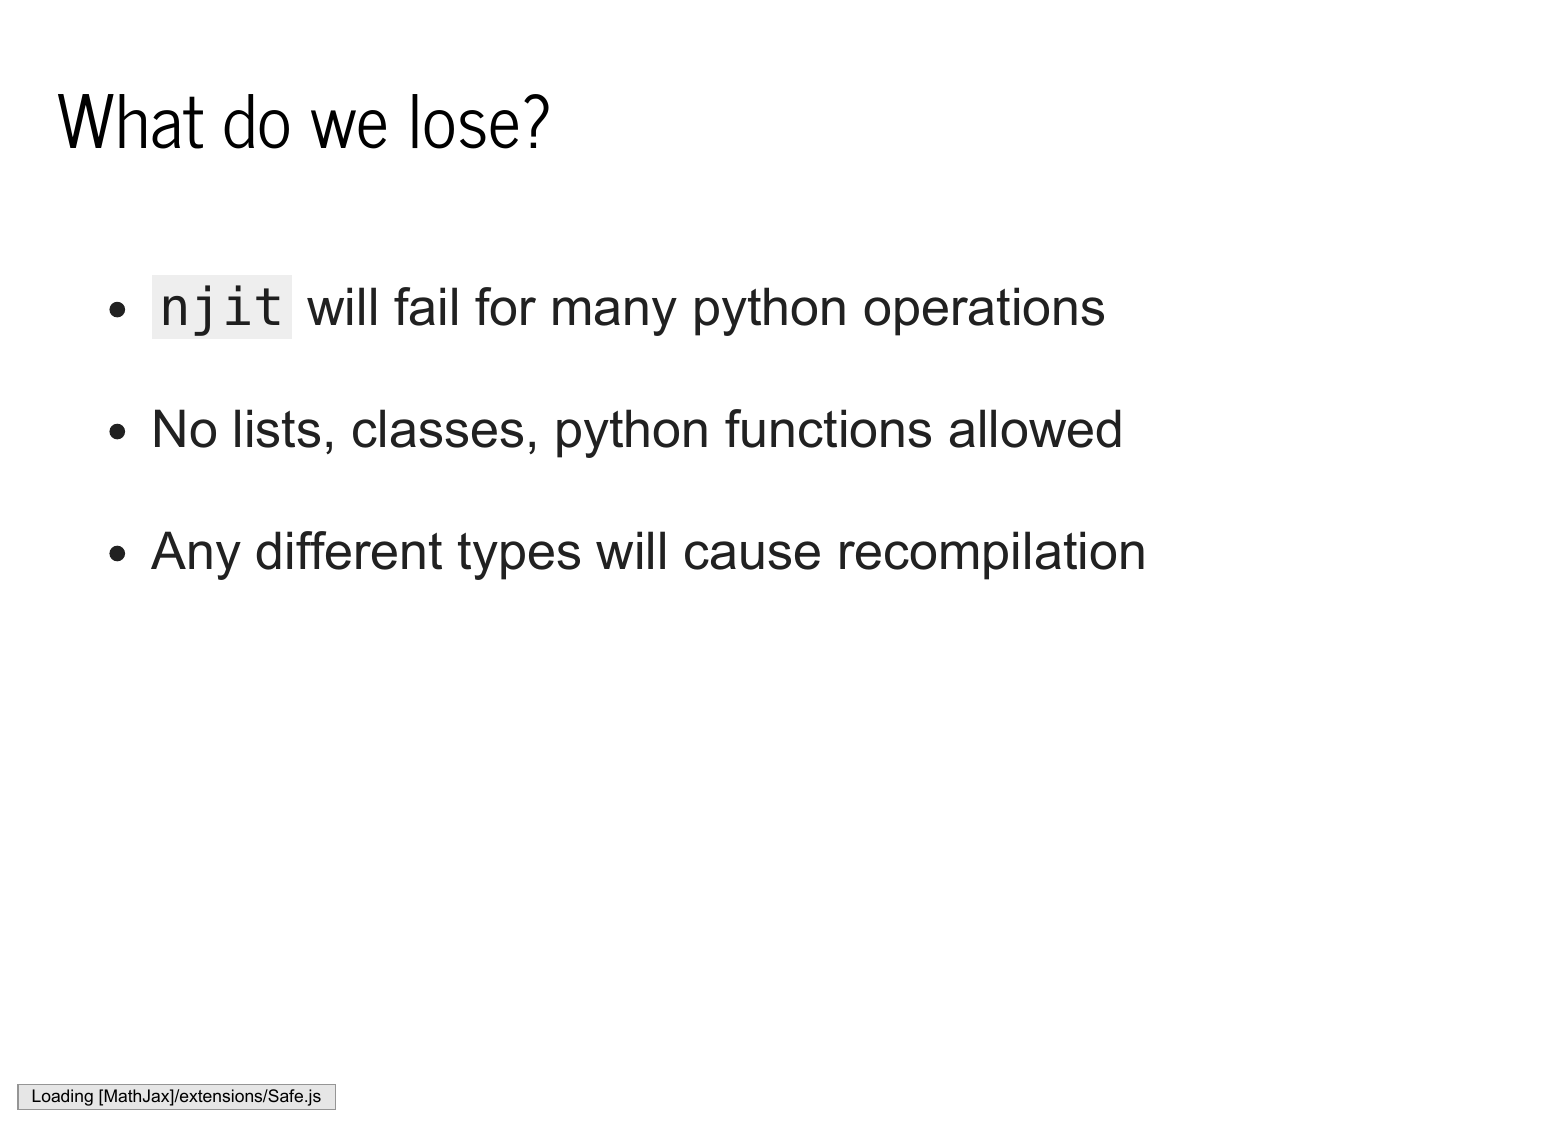 What do we lose?
njit will fail for many python operations
No lists, classes, python functions allowed
Any different types will cause recompilation
Loading [MathJax]/extensions/Safe.js